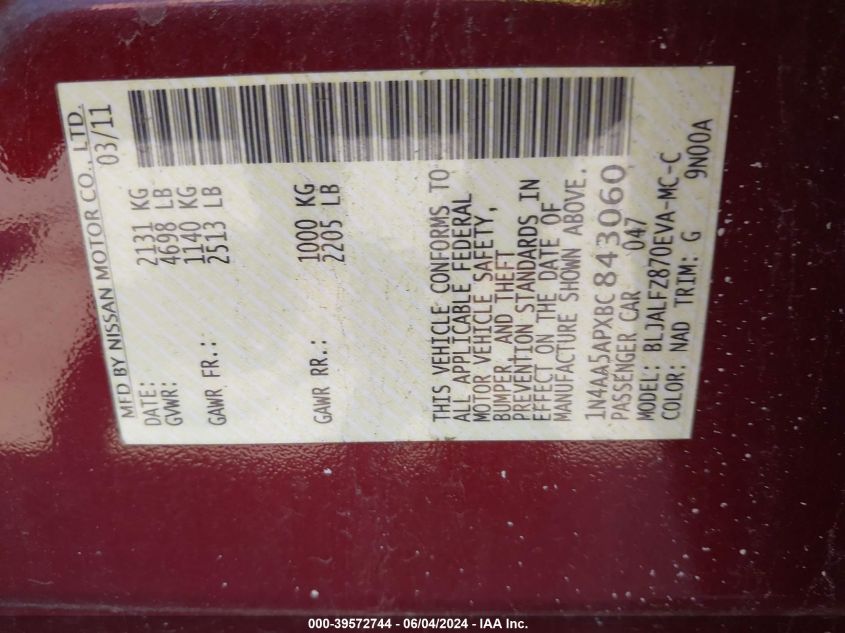 MFD BY NISSAN MOTOR CO., LTD.
DATE: 03/11
GVWR: 2131 KG
4698 LB
GAWR FR.: 1140 KG
2513 LB
GAWR RR.: 1000 KG
2205 LB
THIS VEHICLE CONFORMS TO
ALL APPLICABLE FEDERAL
MOTOR VEHICLE SAFETY,
BUMPER, AND THEFT
PREVENTION STANDARDS IN
EFFECT ON THE DATE OF
MANUFACTURE SHOWN ABOVE.
1N4AA5APXBC843060
PASSENGER CAR 047
MODEL: BLJALFZ870EVA-MC-C
COLOR: NAD TRIM: G 9N00A
000-39572744 - 06/04/2024 - IAA Inc.